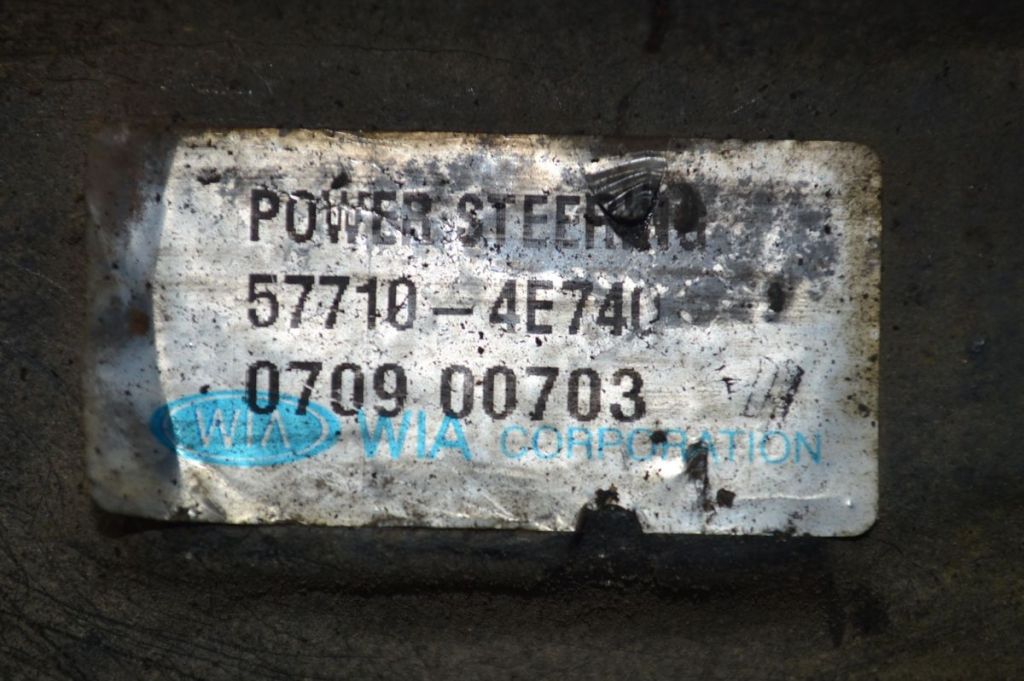 POWER STEERING
57710-4E740
0709 00703
WIA WIA CORPORATION